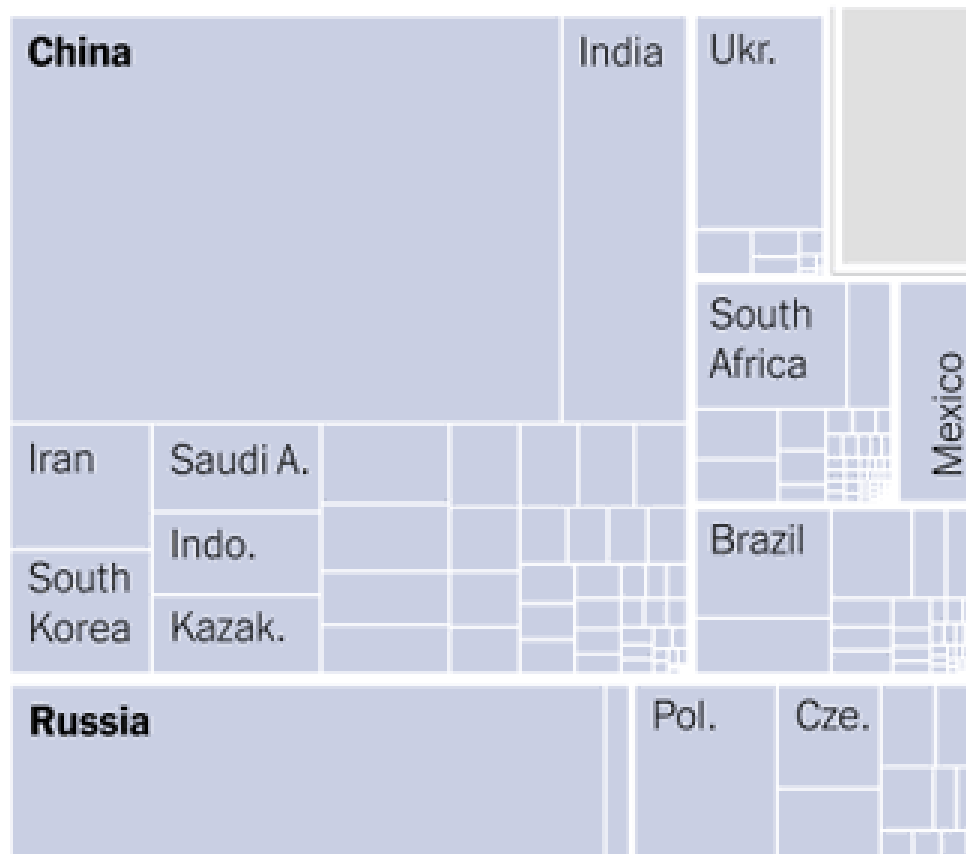 China
India
Ukr.
South
Africa
Mexico
Iran
Saudi A.
Indo.
South
Korea
Kazak.
Brazil
Russia
Pol.
Cze.